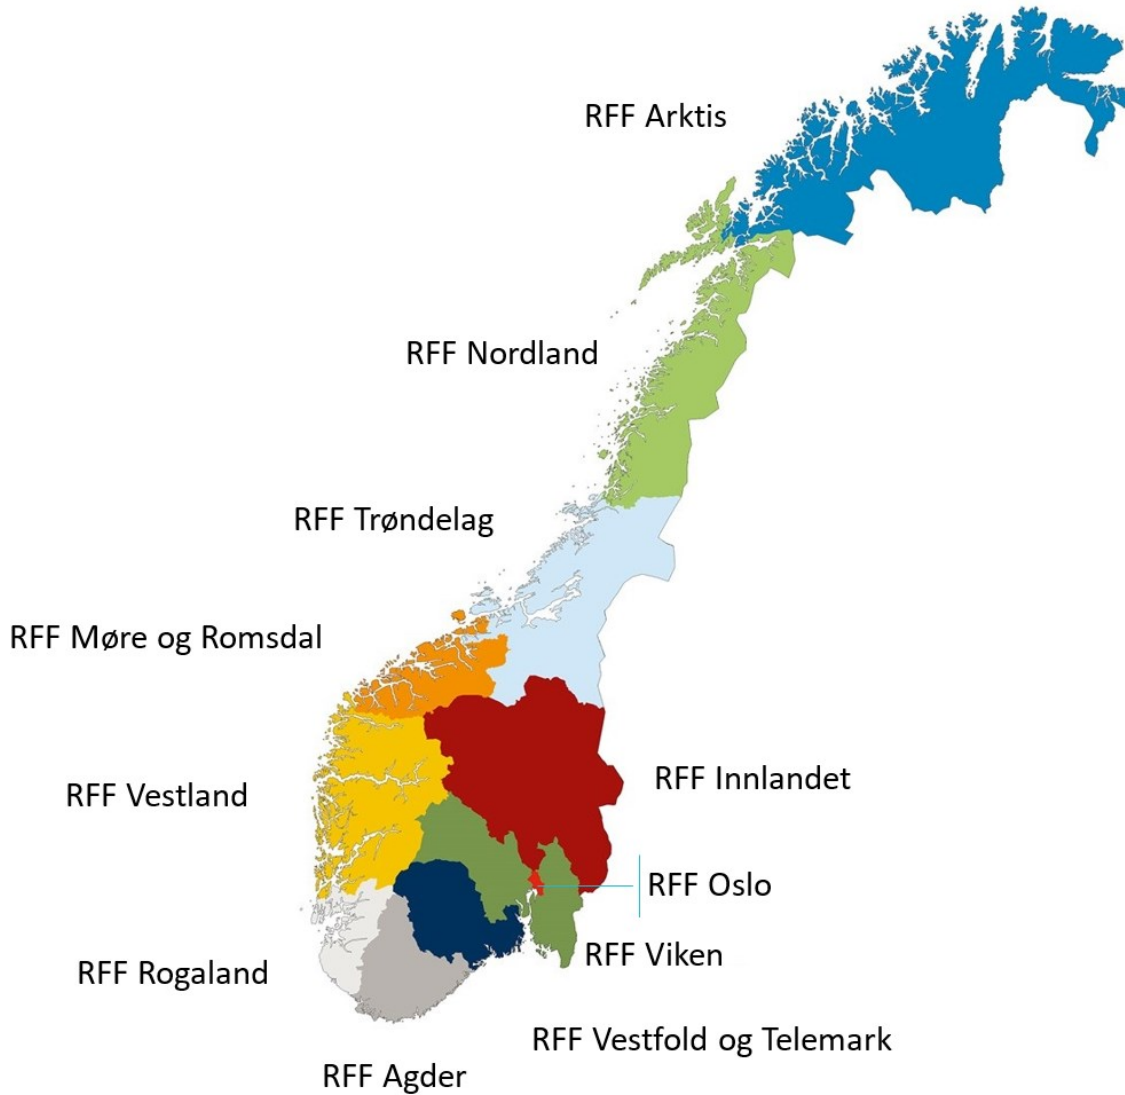 RFF Arktis
RFF Nordland
RFF Trøndelag
RFF Møre og Romsdal
RFF Vestland
RFF Innlandet
RFF Oslo
RFF Viken
RFF Rogaland
RFF Vestfold og Telemark
RFF Agder